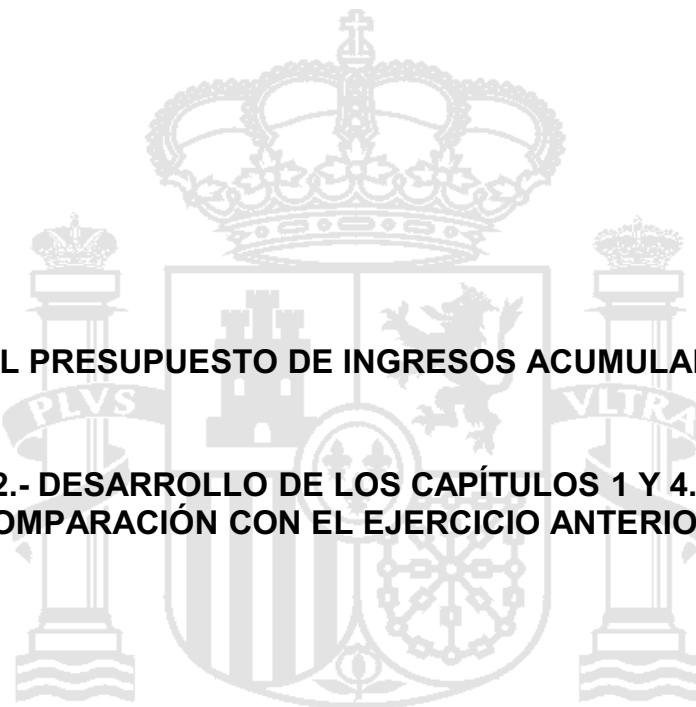 L PRESUPUESTO DE INGRESOS ACUMULA
PLVS VLTRA
2.- DESARROLLO DE LOS CAPÍTULOS 1 Y 4.
OMPARACIÓN CON EL EJERCICIO ANTERIO